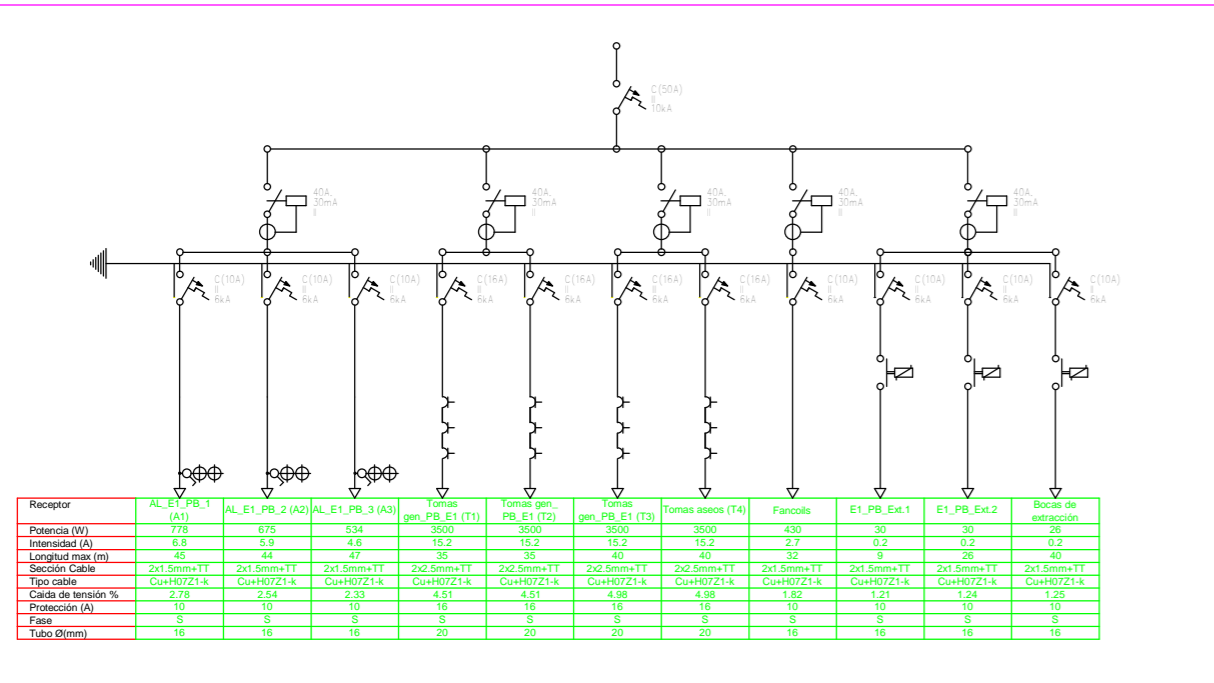 C(50A)
II
10kA
40A,
30mA
II
40A,
30mA
II
40A,
30mA
II
40A,
30mA
II
40A,
30mA
II
C(10A)
II
6kA
C(10A)
II
6kA
C(10A)
II
6kA
C(16A)
II
6kA
C(16A)
II
6kA
C(16A)
II
6kA
C(16A)
II
6kA
C(10A)
II
6kA
C(10A)
II
6kA
C(10A)
II
6kA
C(10A)
II
6kA
Receptor AL_E1_PB_1 (A1) AL_E1_PB_2 (A2) AL_E1_PB_3 (A3) Tomas gen_PB_E1 (T1) Tomas gen_ PB_E1 (T2) Tomas gen_PB_E1 (T3) Tomas aseos (T4) Fancoils E1_PB_Ext.1 E1_PB_Ext.2 Bocas de extracción
Potencia (W) 778 675 534 3500 3500 3500 3500 430 30 30 26
Intensidad (A) 6.8 5.9 4.6 15.2 15.2 15.2 15.2 2.7 0.2 0.2 0.2
Longitud max (m) 45 44 47 35 35 40 40 32 9 26 40
Sección Cable 2x1.5mm+TT 2x1.5mm+TT 2x1.5mm+TT 2x2.5mm+TT 2x2.5mm+TT 2x2.5mm+TT 2x2.5mm+TT 2x1.5mm+TT 2x1.5mm+TT 2x1.5mm+TT 2x1.5mm+TT
Tipo cable Cu+H07Z1-k Cu+H07Z1-k Cu+H07Z1-k Cu+H07Z1-k Cu+H07Z1-k Cu+H07Z1-k Cu+H07Z1-k Cu+H07Z1-k Cu+H07Z1-k Cu+H07Z1-k Cu+H07Z1-k
Caida de tensión % 2.78 2.54 2.33 4.51 4.51 4.98 4.98 1.82 1.21 1.24 1.25
Protección (A) 10 10 10 16 16 16 16 10 10 10 10
Fase S S S S S S S S S S S
Tubo Ø(mm) 16 16 16 20 20 20 20 16 16 16 16